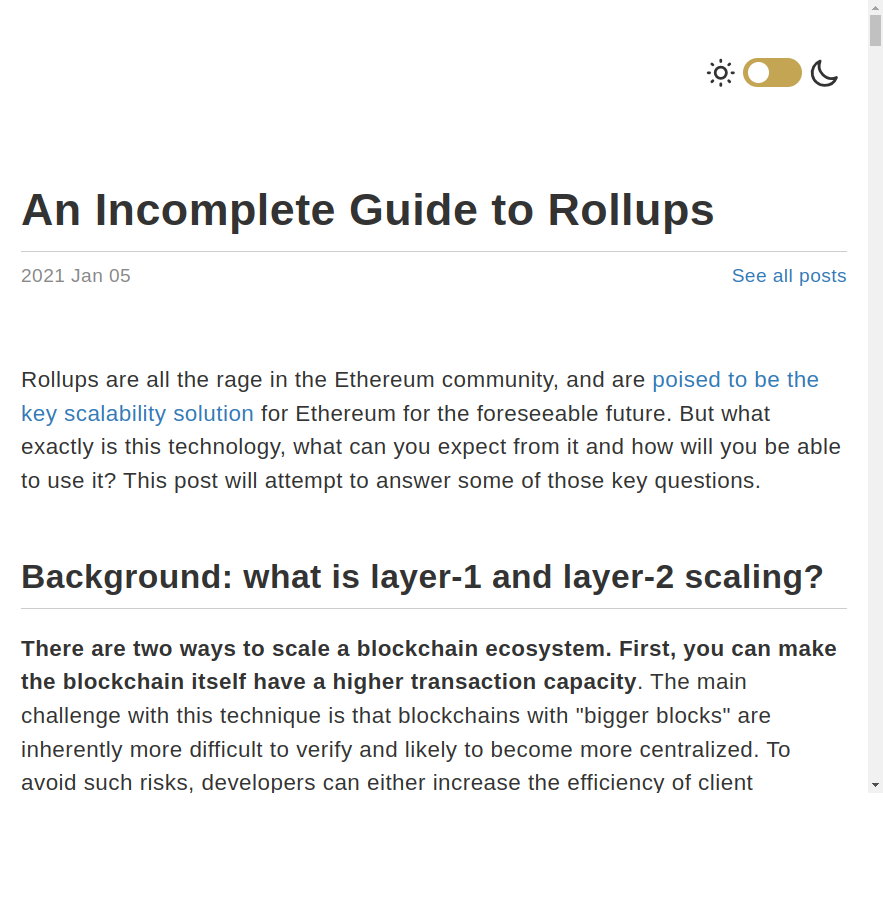 An Incomplete Guide to Rollups
2021 Jan 05
See all posts
Rollups are all the rage in the Ethereum community, and are poised to be the
key scalability solution for Ethereum for the foreseeable future. But what
exactly is this technology, what can you expect from it and how will you be able
to use it? This post will attempt to answer some of those key questions.
Background: what is layer-1 and layer-2 scaling?
There are two ways to scale a blockchain ecosystem. First, you can make
the blockchain itself have a higher transaction capacity. The main
challenge with this technique is that blockchains with "bigger blocks" are
inherently more difficult to verify and likely to become more centralized. To
avoid such risks, developers can either increase the efficiency of client